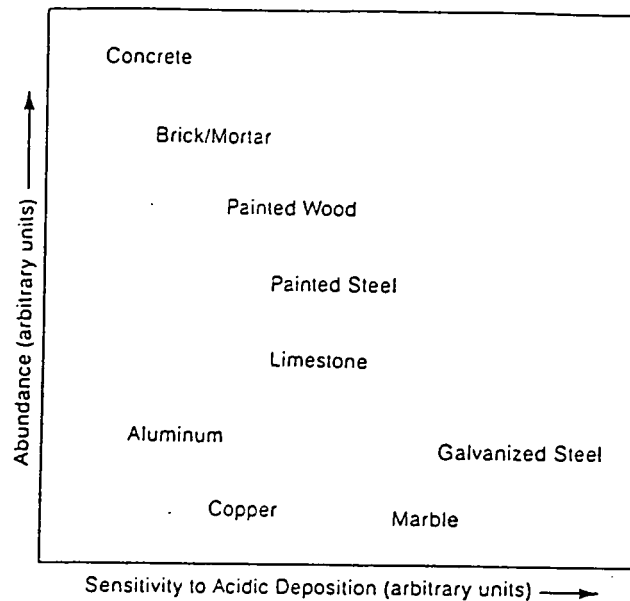 Concrete
Brick/Mortar
Painted Wood
Painted Steel
Limestone
Aluminum
Galvanized Steel
Copper
Marble
Abundance (arbitrary units)
Sensitivity to Acidic Deposition (arbitrary units)